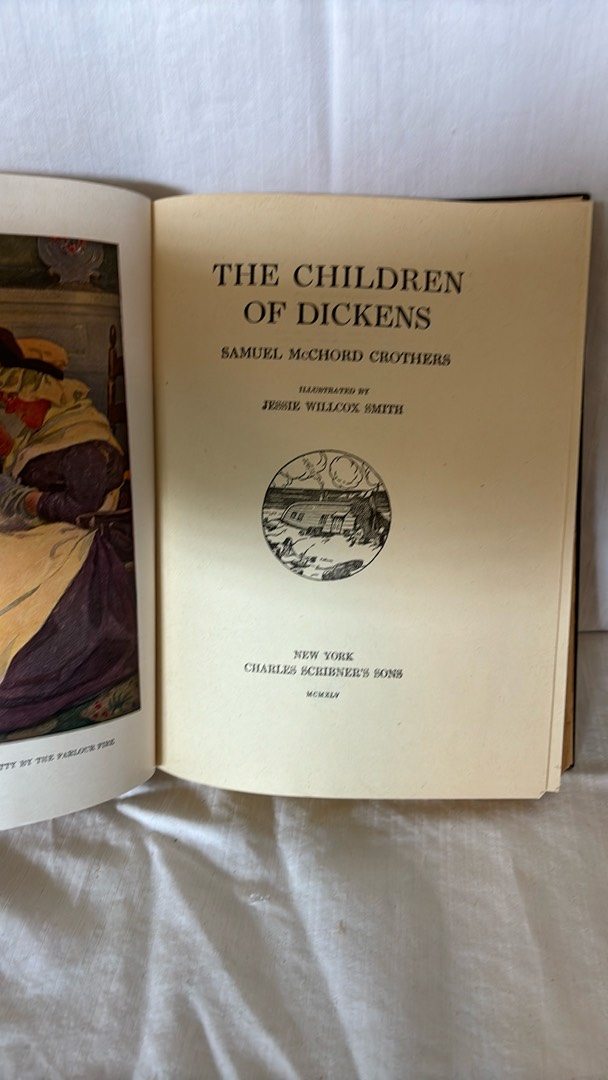 THE CHILDREN
OF DICKENS
SAMUEL McCHORD CROTHERS
ILLUSTRATED BY
JESSIE WILLCOX SMITH
NEW YORK
CHARLES SCRIBNER'S SONS
MCMXLV
BY THE PARLOUR FIRE